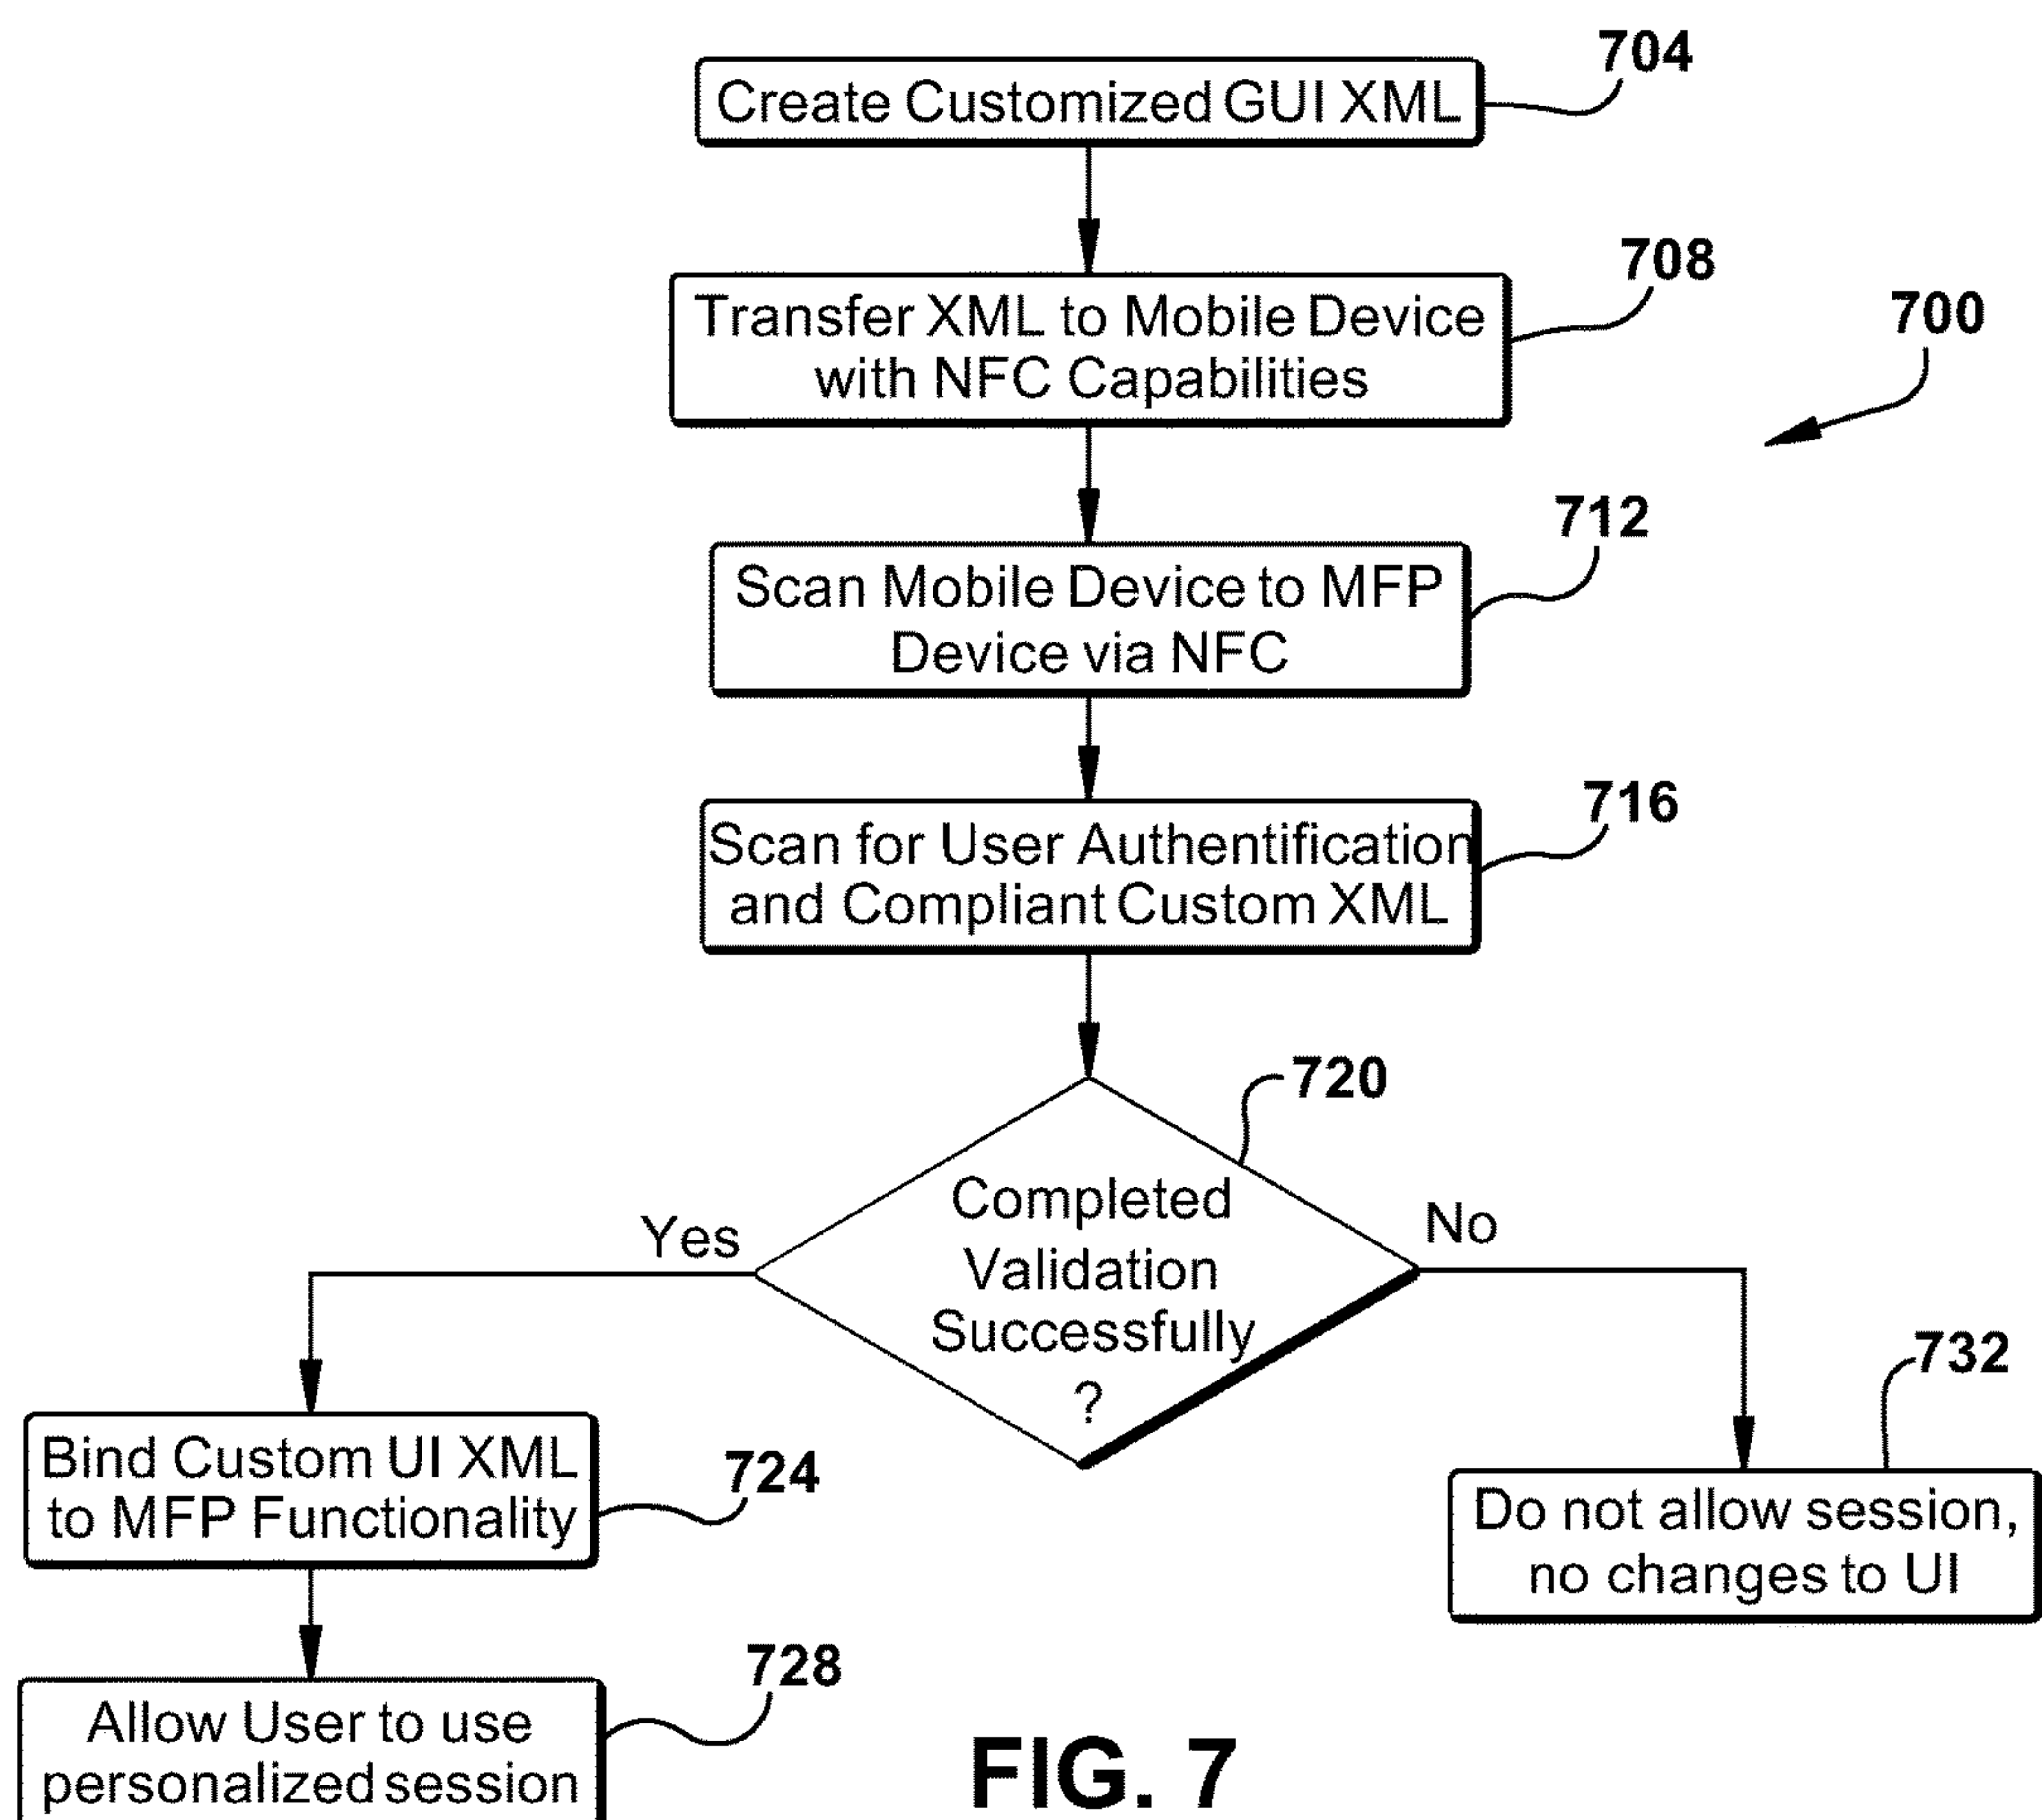 704
Create Customized GUI XML
708
Transfer XML to Mobile Device
with NFC Capabilities
700
712
Scan Mobile Device to MFP
Device via NFC
716
Scan for User Authentification
and Compliant Custom XML
720
Completed
Validation
Successfully
?
Yes
No
732
Bind Custom UI XML
to MFP Functionality
724
Do not allow session,
no changes to UI
728
Allow User to use
personalized session
FIG. 7